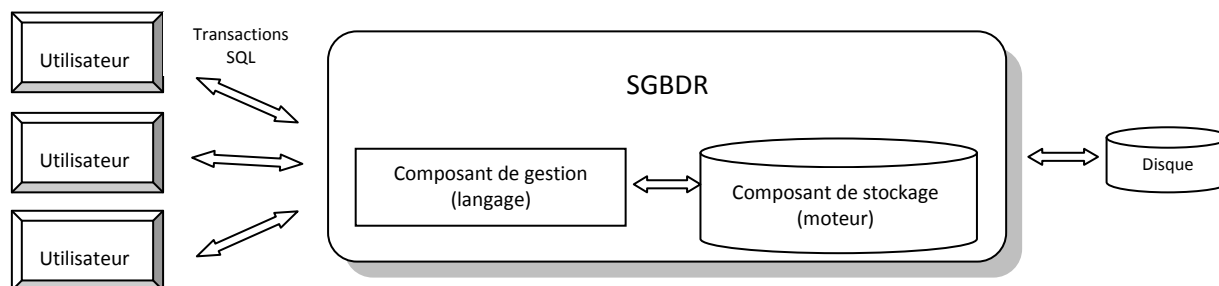 Utilisateur
Utilisateur
Utilisateur
Transactions
SQL
SGBDR
Composant de gestion
(langage)
Composant de stockage
(moteur)
Disque